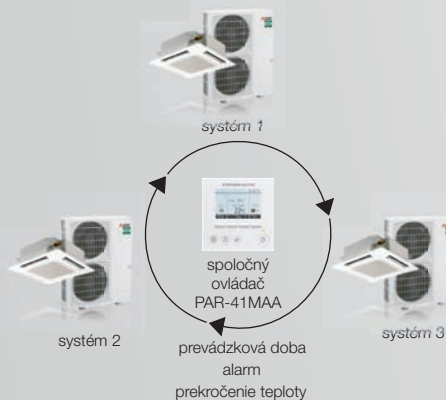 systém 1
spoločný
ovládač
PAR-41MAA
systém 2
systém 3
prevádzková doba
alarm
prekročenie teploty